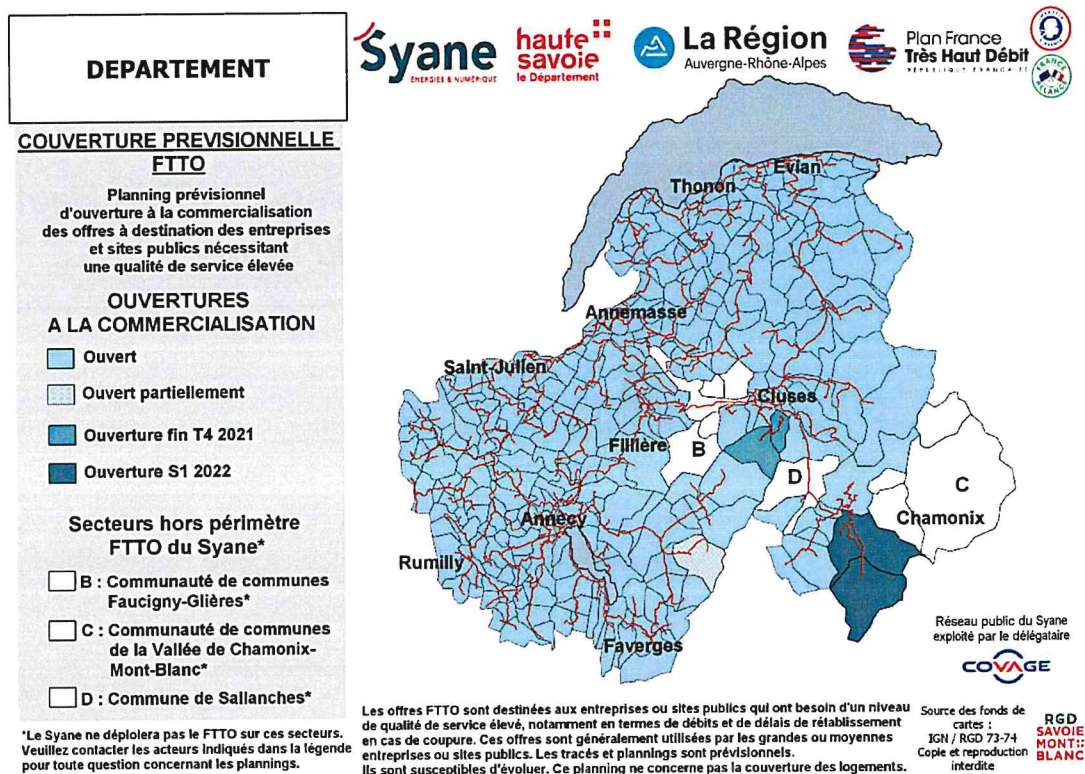 DEPARTEMENT
COUVERTURE PREVISIONNELLE
FTTO
Planning prévisionnel
d'ouverture à la commercialisation
des offres à destination des entreprises
et sites publics nécessitant
une qualité de service élevée
OUVERTURES
A LA COMMERCIALISATION
Ouvert
Ouvert partiellement
Ouverture fin T4 2021
Ouverture S1 2022
Secteurs hors périmètre
FTTO du Syane*
B : Communauté de communes
Faucigny-Glières*
C : Communauté de communes
de la Vallée de Chamonix-
Mont-Blanc*
D : Commune de Sallanches*
*Le Syane ne déploiera pas le FTTO sur ces secteurs.
Veuillez contacter les acteurs indiqués dans la légende
pour toute question concernant les plannings.
Syane
ÉNERGIES & NUMÉRIQUE
haute
savoie
le Département
La Région
Auvergne-Rhône-Alpes
Plan France
Très Haut Débit
RÉPUBLIQUE FRANÇAISE
FRANCE
RELANCE
Evian
Thonon
Annemasse
Saint-Julien
Cluses
Fillière
B
D
C
Chamonix
Annecy
Rumilly
Faverges
Réseau public du Syane
exploité par le délégataire
COVAGE
Les offres FTTO sont destinées aux entreprises ou sites publics qui ont besoin d'un niveau
de qualité de service élevé, notamment en termes de débits et de délais de rétablissement
en cas de coupure. Ces offres sont généralement utilisées par les grandes ou moyennes
entreprises ou sites publics. Les tracés et plannings sont prévisionnels.
Ils sont susceptibles d'évoluer. Ce planning ne concerne pas la couverture des logements.
Source des fonds de
cartes :
IGN / RGD 73-74
Copie et reproduction
interdite
RGD
SAVOIE
MONT
BLANC